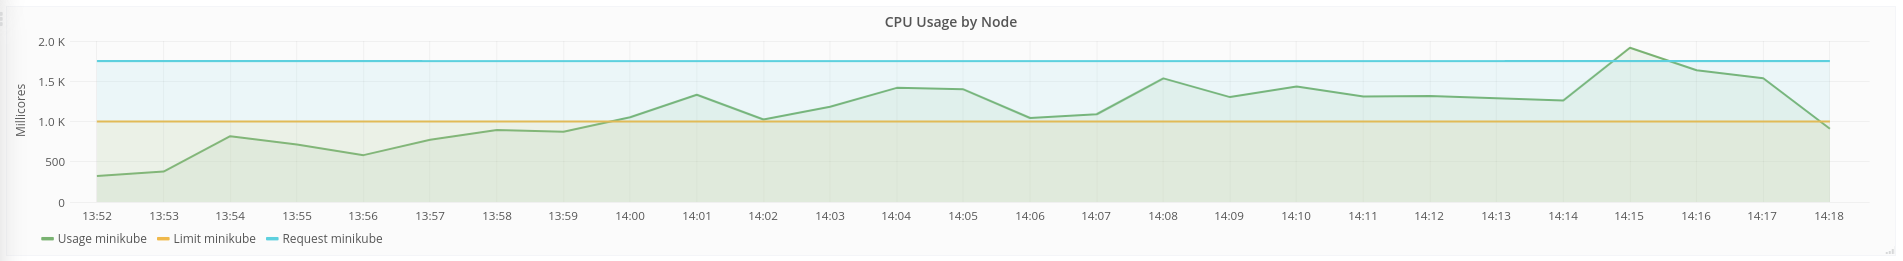 CPU Usage by Node
Millicores
2.0 K
1.5 K
1.0 K
500
0
13:52 13:53 13:54 13:55 13:56 13:57 13:58 13:59 14:00 14:01 14:02 14:03 14:04 14:05 14:06 14:07 14:08 14:09 14:10 14:11 14:12 14:13 14:14 14:15 14:16 14:17 14:18
Usage minikube Limit minikube Request minikube